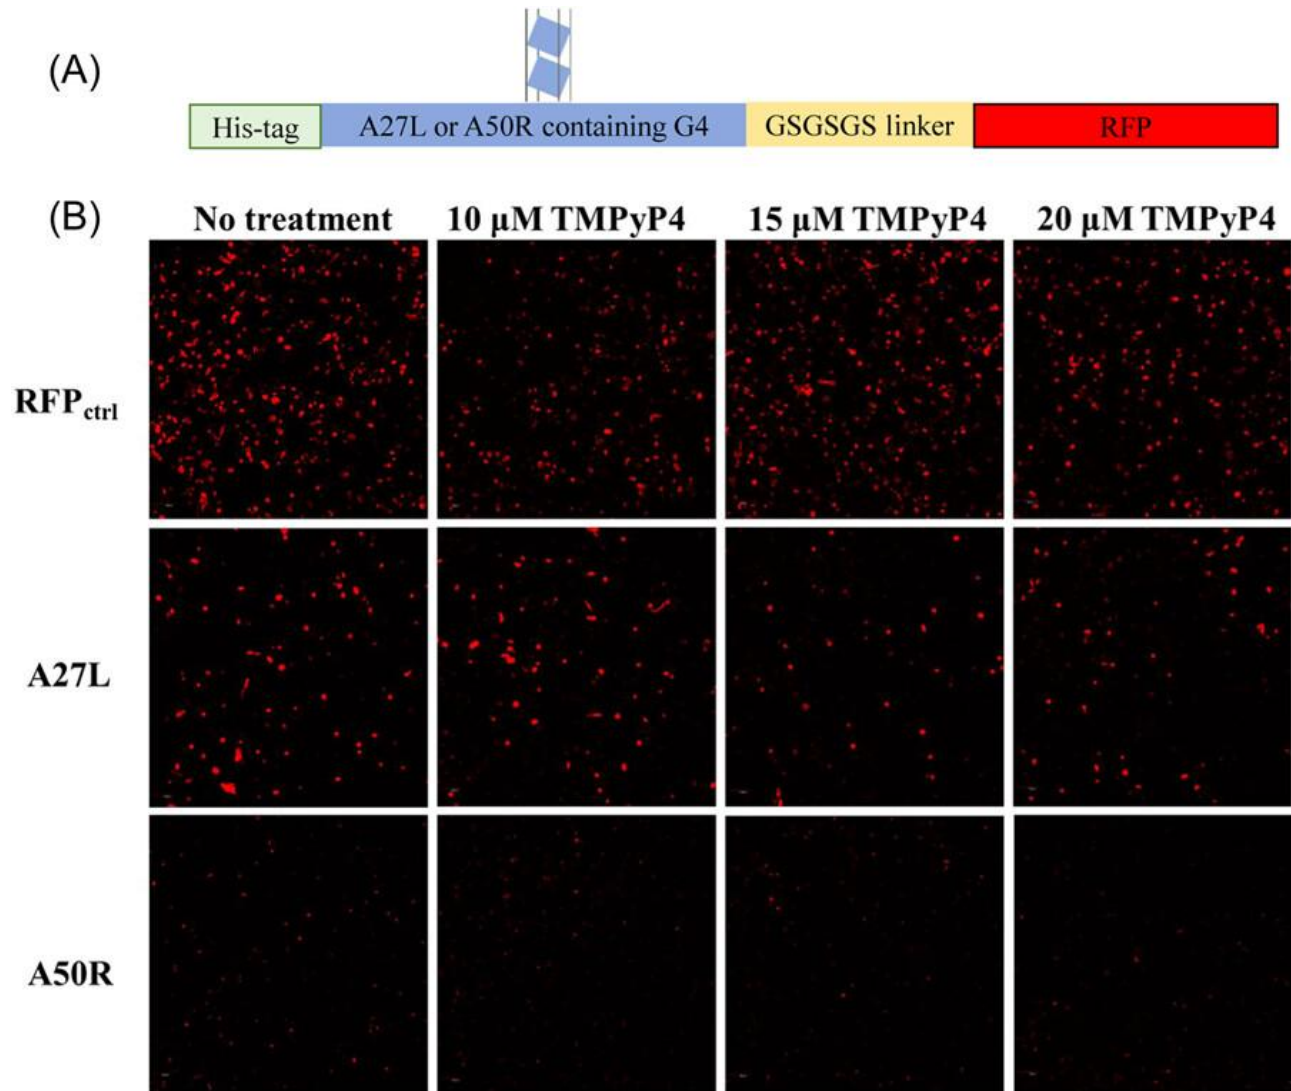 (A)
His-tag A27L or A50R containing G4 GSGSGS linker RFP
(B)
No treatment 10 μM TMPyP4 15 μM TMPyP4 20 μM TMPyP4
RFPctrl
A27L
A50R